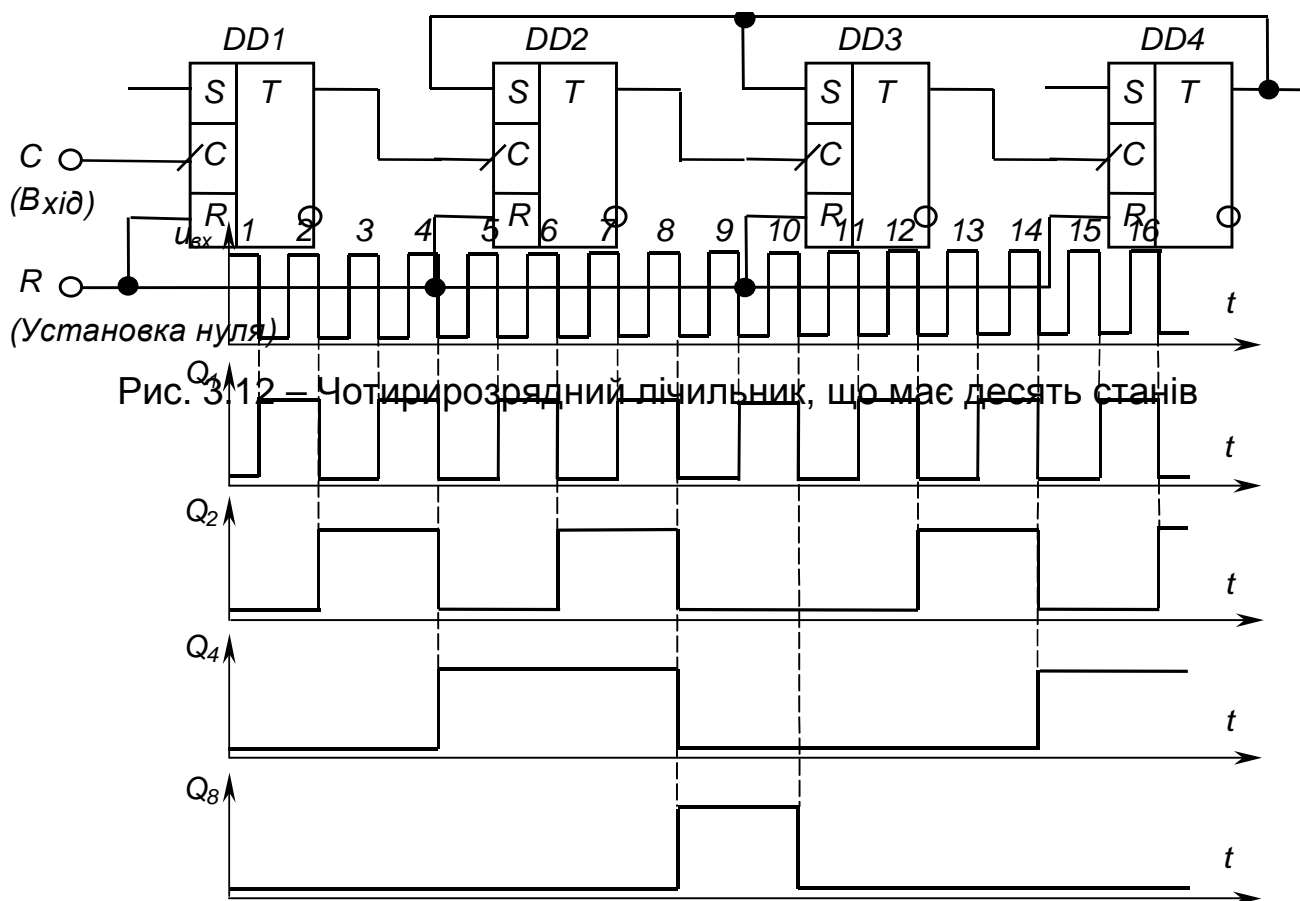 DD1 DD2 DD3 DD4
S T S T S T S T
C C C C C
(Вхід)
R R R R
uвх 1 2 3 4 5 6 7 8 9 10 11 12 13 14 15 16
R
t
(Установка нуля)
Q1
Рис. 3.12 – Чотирирозрядний лічильник, що має десять станів
t
Q2
t
Q4
t
Q8
t